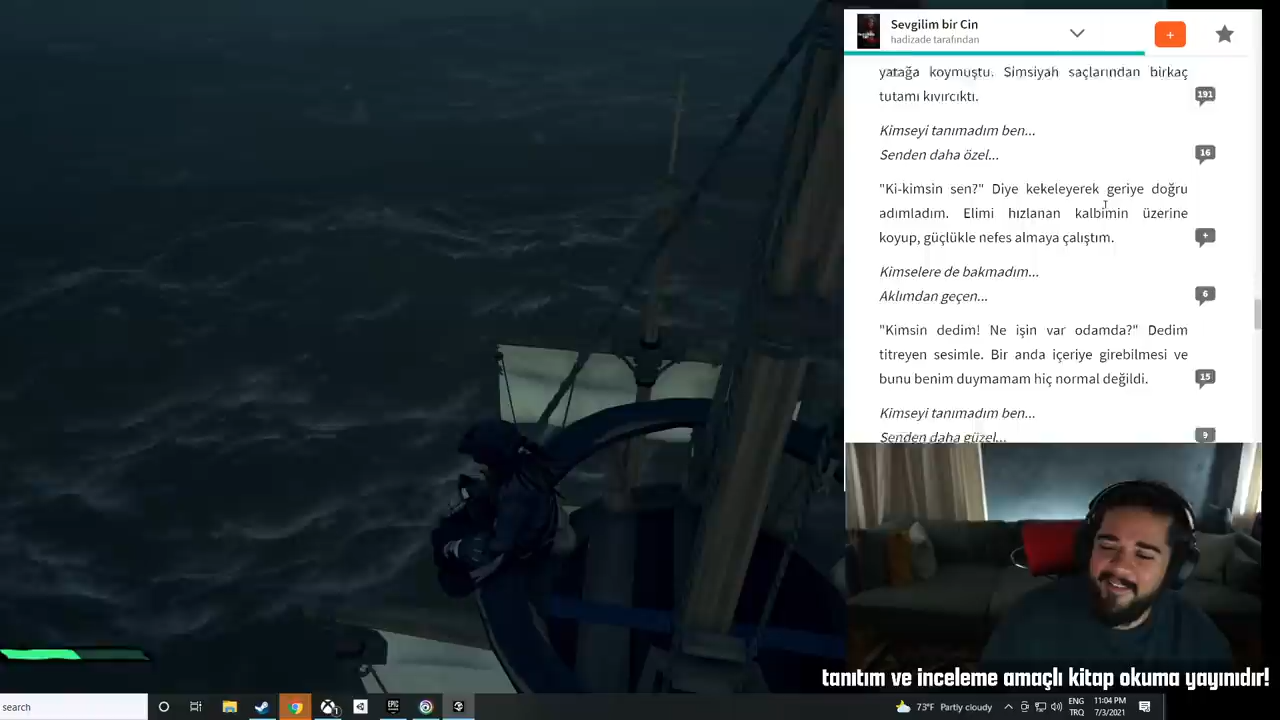 Sevgilim bir Cin
hadizade tarafından
+
yatağa koymuştu. Simsiyah saçlarından birkaç
tutamı kıvırcıktı.
191
Kimseyi tanımadım ben...
Senden daha özel...
16
"Ki-kimsin sen?" Diye kekeleyerek geriye doğru
adımladım. Elimi hızlanan kalbimin üzerine
koyup, güçlükle nefes almaya çalıştım.
+
Kimselere de bakmadım...
Aklımdan geçen...
6
"Kimsin dedim! Ne işin var odamda?" Dedim
titreyen sesimle. Bir anda içeriye girebilmesi ve
bunu benim duymamam hiç normal değildi.
15
Kimseyi tanımadım ben...
Senden daha güzel...
9
tanıtım ve inceleme amaçlı kitap okuma yayınıdır!
search
EPIC
73°F Partly cloudy
ENG
TRQ
11:04 PM
7/3/2021